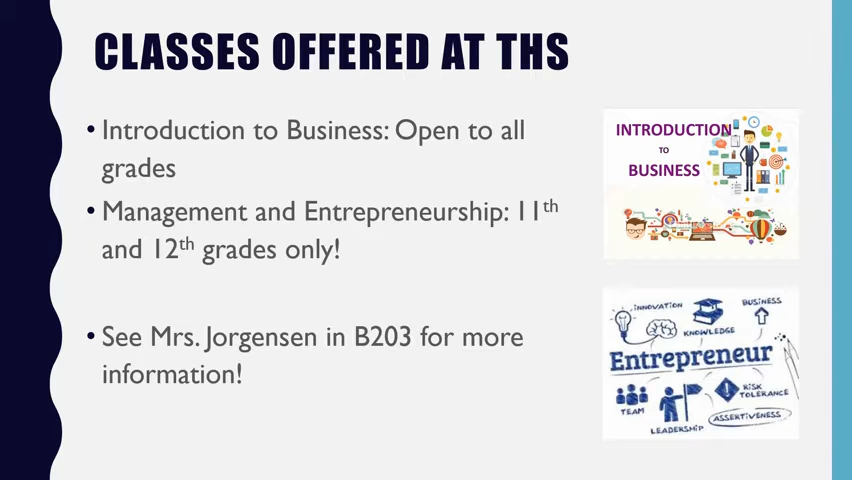 CLASSES OFFERED AT THS
• Introduction to Business: Open to all
grades
• Management and Entrepreneurship: 11th
and 12th grades only!
• See Mrs. Jorgensen in B203 for more
information!
INTRODUCTION
TO
BUSINESS
INNOVATION
BUSINESS
KNOWLEDGE
Entrepreneur
RISK
TOLERANCE
TEAM
ASSERTIVENESS
LEADERSHIP